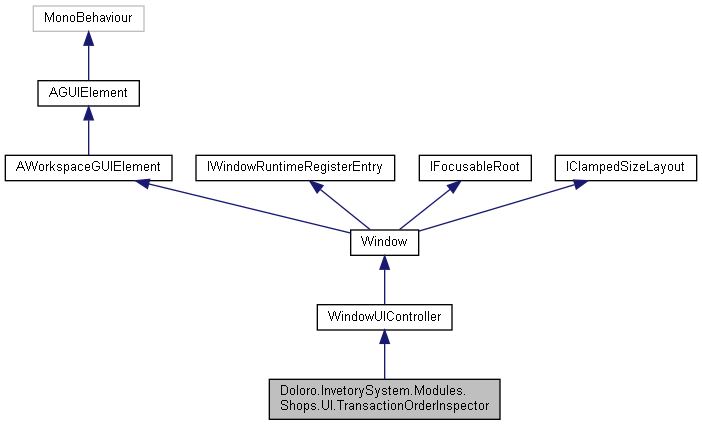 MonoBehaviour
AGUIElement
AWorkspaceGUIElement
IWindowRuntimeRegisterEntry
IFocusableRoot
IClampedSizeLayout
Window
WindowUIController
Doloro.InvetorySystem.Modules.
Shops.UI.TransactionOrderInspector